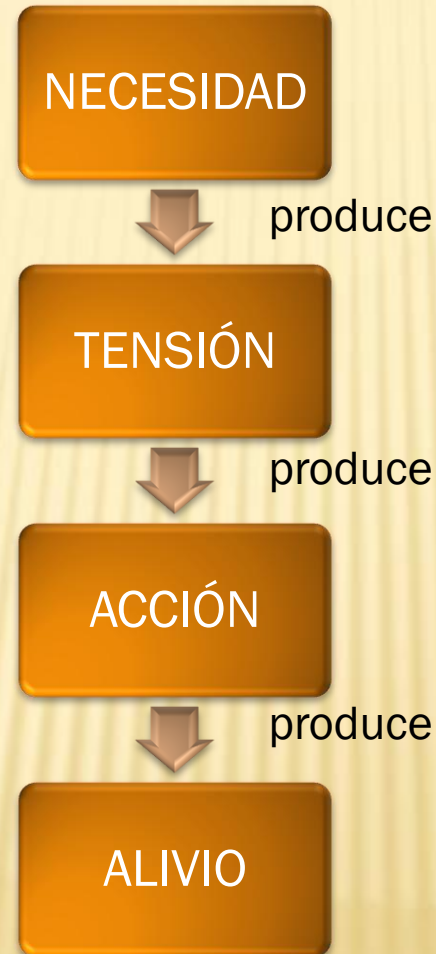 NECESIDAD
produce
TENSIÓN
produce
ACCIÓN
produce
ALIVIO